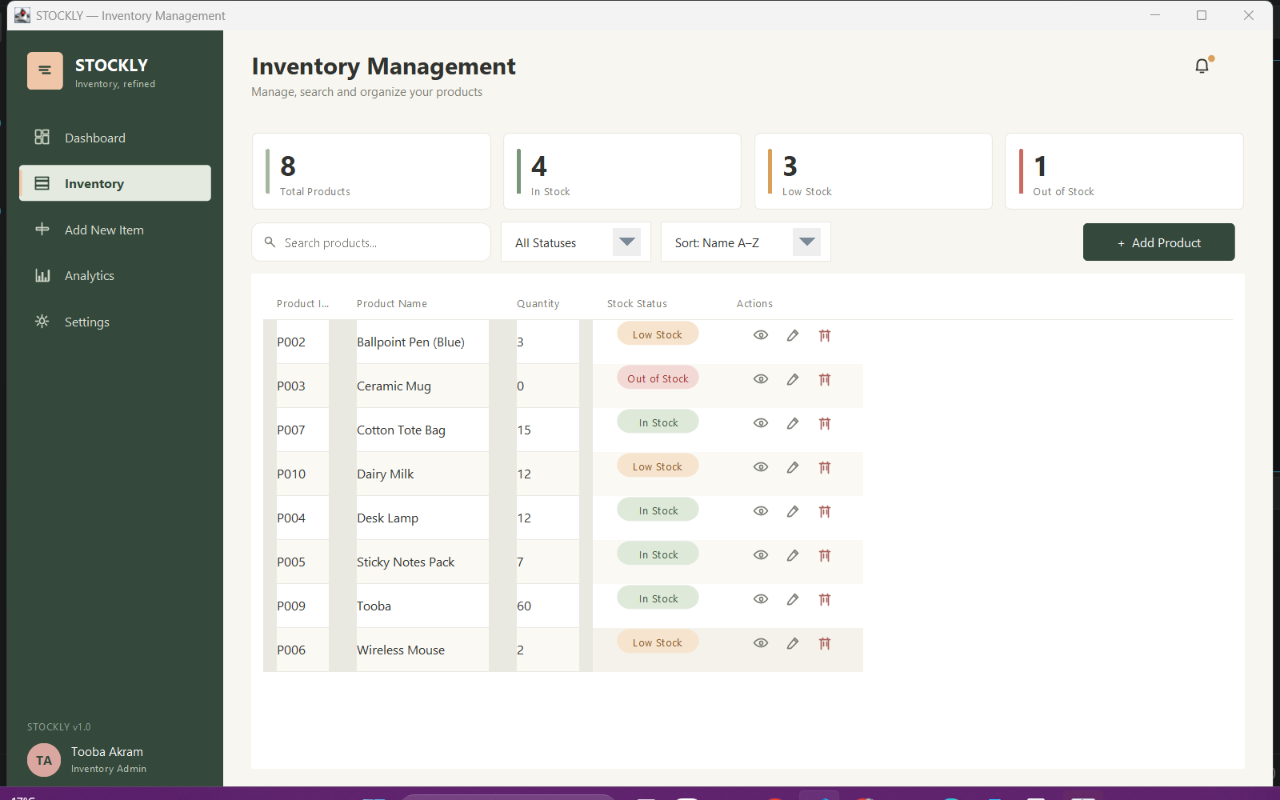 STOCKLY — Inventory Management
STOCKLY
Inventory, refined
Dashboard
Inventory
Add New Item
Analytics
Settings
STOCKLY v1.0
TA
Tooba Akram
Inventory Admin
Inventory Management
Manage, search and organize your products
8
Total Products
4
In Stock
3
Low Stock
1
Out of Stock
Search products...
All Statuses
Sort: Name A–Z
+ Add Product
Product I... Product Name Quantity Stock Status Actions
P002 Ballpoint Pen (Blue) 3 Low Stock
P003 Ceramic Mug 0 Out of Stock
P007 Cotton Tote Bag 15 In Stock
P010 Dairy Milk 12 Low Stock
P004 Desk Lamp 12 In Stock
P005 Sticky Notes Pack 7 In Stock
P009 Tooba 60 In Stock
P006 Wireless Mouse 2 Low Stock